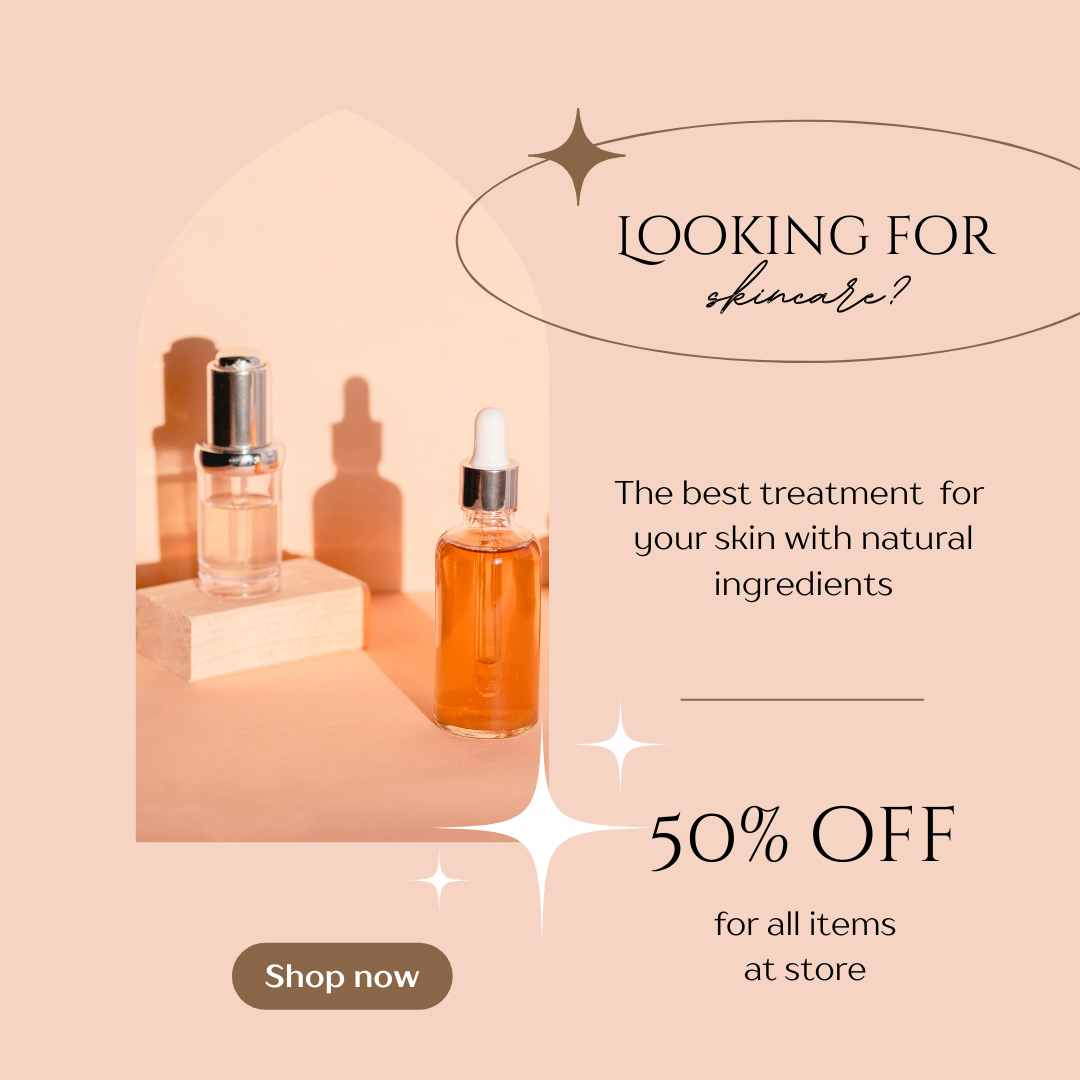 LOOKING FOR
skincare?
The best treatment for
your skin with natural
ingredients
50% OFF
for all items
at store
Shop now